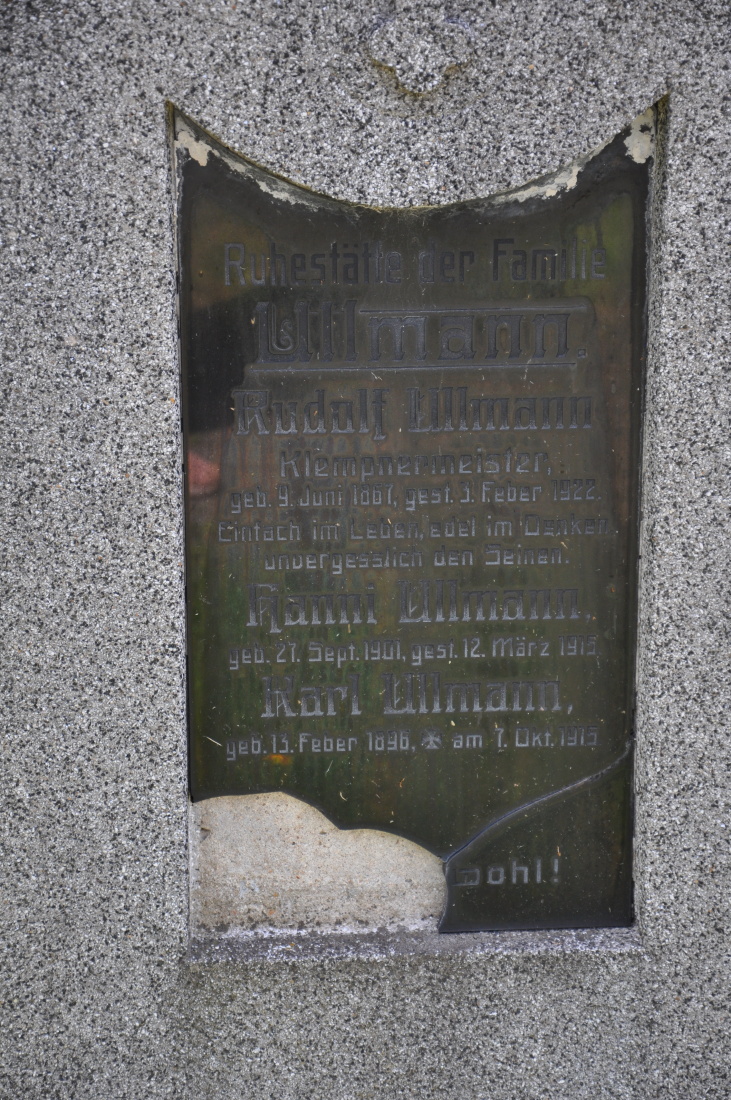 Ruhestätte der Familie
Ullmann.
Rudolf Ullmann
Klempnermeister,
geb. 9. Juni 1867, gest. 3. Feber 1922.
Einfach im Leben, edel im Denken,
unvergesslich den Seinen.
Hanni Ullmann,
geb. 27. Sept. 1901, gest. 12. März 1915.
Karl Ullmann,
geb. 13. Feber 1896, ✠ am 7. Okt. 1915
wohl!